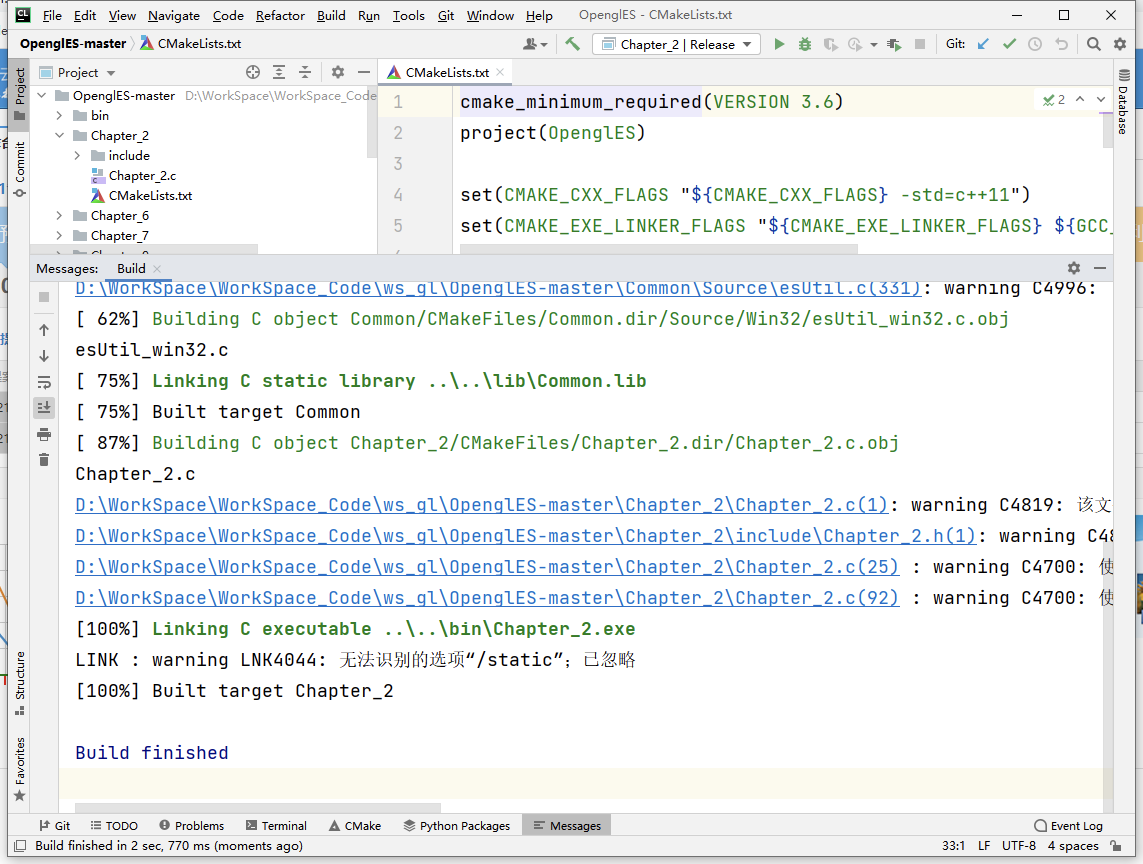 File Edit View Navigate Code Refactor Build Run Tools Git Window Help OpenglES - CMakeLists.txt
OpenglES-master CMakeLists.txt Chapter_2 | Release Git:
Project
Project
CMakeLists.txt
OpenglES-master D:\WorkSpace\WorkSpace_Code
bin
Chapter_2
include
Chapter_2.c
CMakeLists.txt
Chapter_6
Chapter_7
Commit
1 cmake_minimum_required(VERSION 3.6)
2 project(OpenglES)
3
4 set(CMAKE_CXX_FLAGS "${CMAKE_CXX_FLAGS} -std=c++11")
5 set(CMAKE_EXE_LINKER_FLAGS "${CMAKE_EXE_LINKER_FLAGS} ${GCC_
2
Database
Messages: Build
D:\WorkSpace\WorkSpace_Code\ws_gl\OpenglES-master\Common\Source\esUtil.c(331): warning C4996:
[ 62%] Building C object Common/CMakeFiles/Common.dir/Source/Win32/esUtil_win32.c.obj
esUtil_win32.c
[ 75%] Linking C static library ..\..\lib\Common.lib
[ 75%] Built target Common
[ 87%] Building C object Chapter_2/CMakeFiles/Chapter_2.dir/Chapter_2.c.obj
Chapter_2.c
D:\WorkSpace\WorkSpace_Code\ws_gl\OpenglES-master\Chapter_2\Chapter_2.c(1): warning C4819: 该文
D:\WorkSpace\WorkSpace_Code\ws_gl\OpenglES-master\Chapter_2\include\Chapter_2.h(1): warning C48
D:\WorkSpace\WorkSpace_Code\ws_gl\OpenglES-master\Chapter_2\Chapter_2.c(25) : warning C4700: 使
D:\WorkSpace\WorkSpace_Code\ws_gl\OpenglES-master\Chapter_2\Chapter_2.c(92) : warning C4700: 使
[100%] Linking C executable ..\..\bin\Chapter_2.exe
LINK : warning LNK4044: 无法识别的选项“/static”；已忽略
[100%] Built target Chapter_2
Build finished
Structure
Favorites
Git TODO Problems Terminal CMake Python Packages Messages Event Log
Build finished in 2 sec, 770 ms (moments ago) 33:1 LF UTF-8 4 spaces